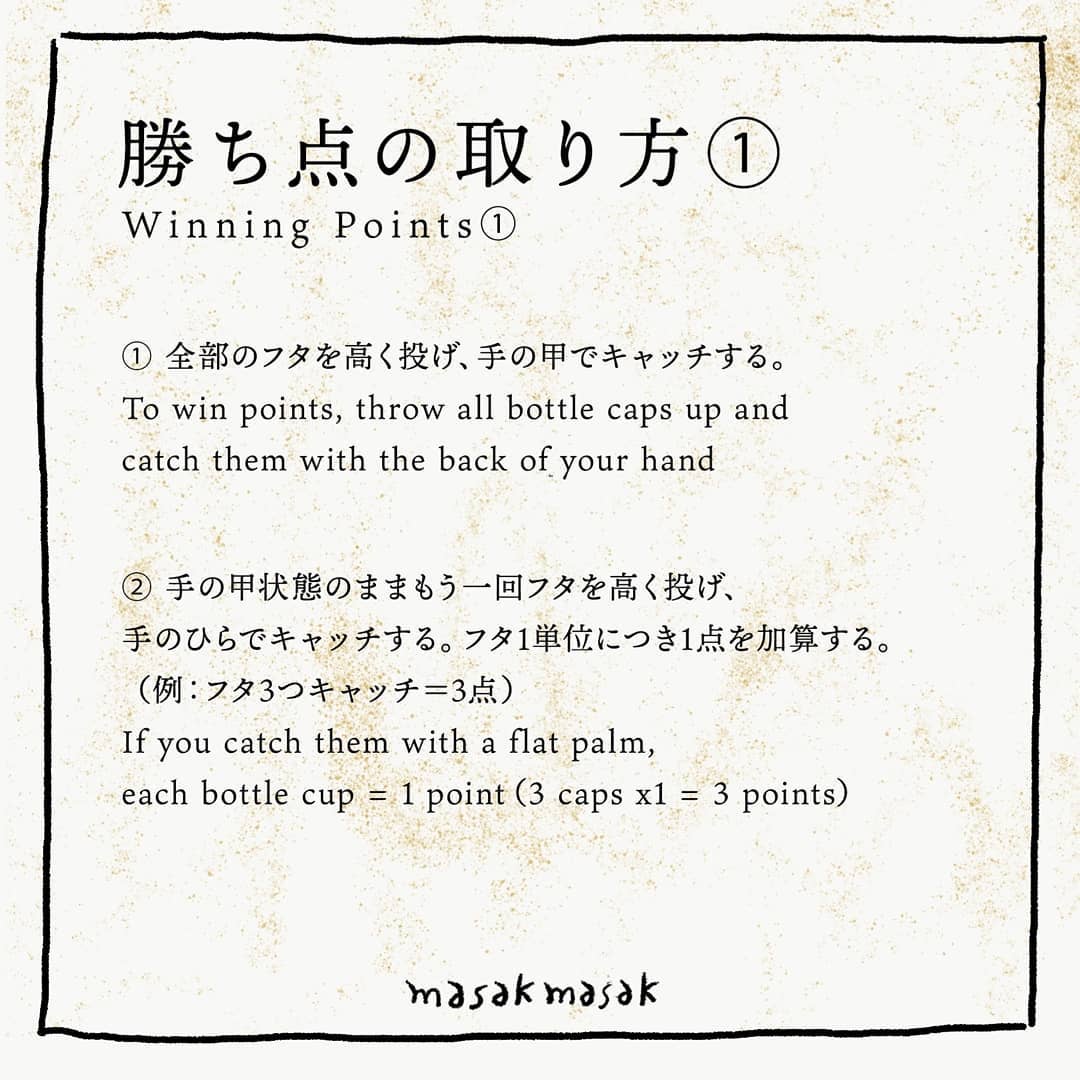 勝ち点の取り方①
Winning Points①
① 全部のフタを高く投げ、手の甲でキャッチする。
To win points, throw all bottle caps up and
catch them with the back of your hand
② 手の甲状態のままもう一回フタを高く投げ、
手のひらでキャッチする。フタ1単位につき1点を加算する。
（例：フタ3つキャッチ＝3点）
If you catch them with a flat palm,
each bottle cup = 1 point (3 caps x1 = 3 points)
masak masak